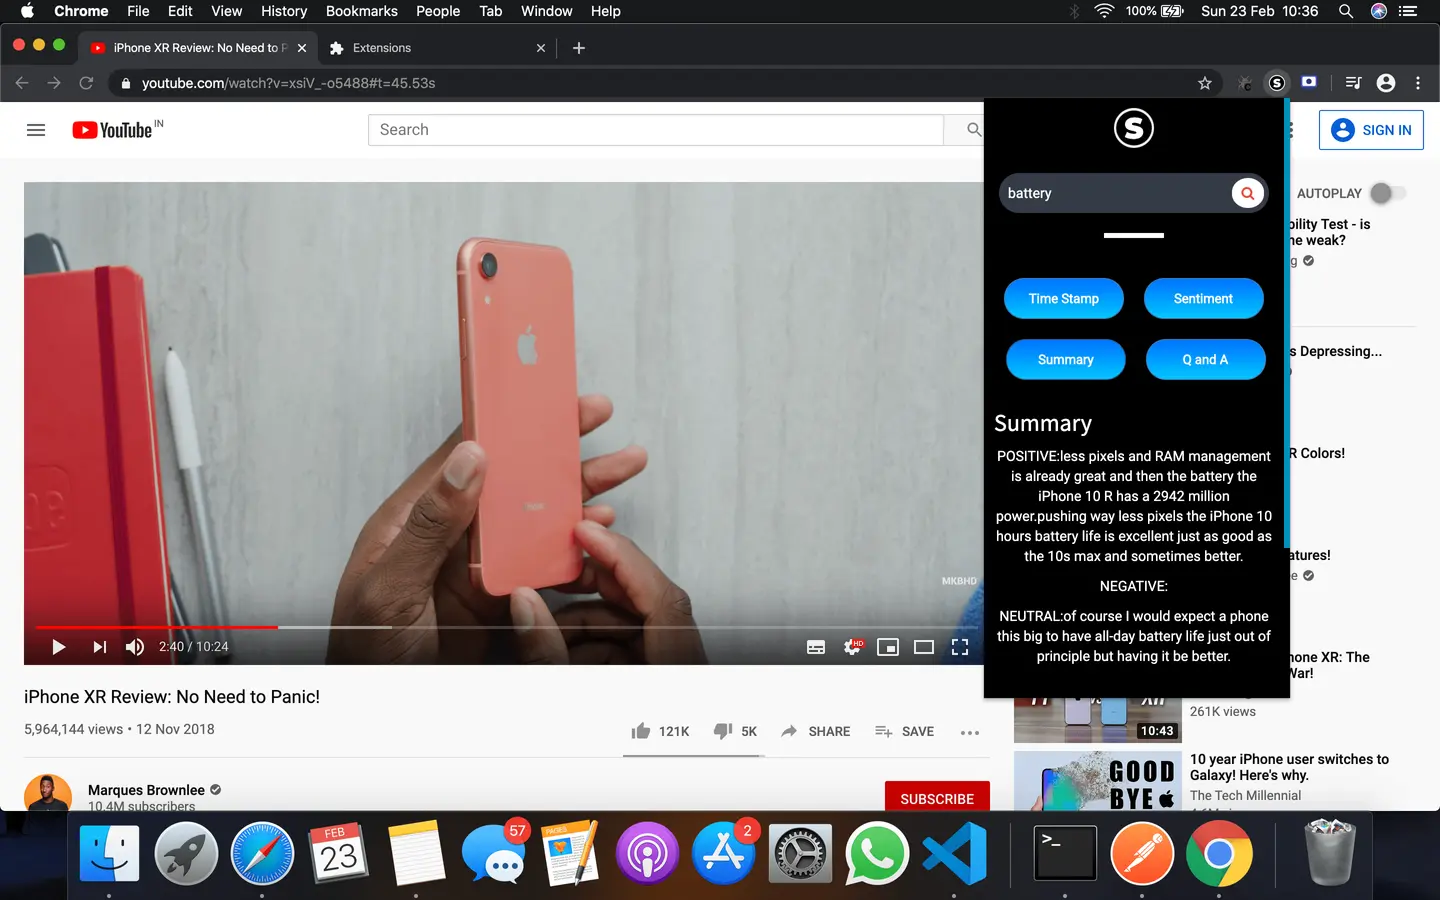 Chrome File Edit View History Bookmarks People Tab Window Help 100% Sun 23 Feb 10:36
iPhone XR Review: No Need to P
Extensions
youtube.com/watch?v=xsiV_-o5488#t=45.53s
YouTube IN
Search
SIGN IN
S
battery
Time Stamp
Sentiment
Summary
Q and A
Summary
POSITIVE:less pixels and RAM management
is already great and then the battery the
iPhone 10 R has a 2942 million
power.pushing way less pixels the iPhone 10
hours battery life is excellent just as good as
the 10s max and sometimes better.
NEGATIVE:
NEUTRAL:of course I would expect a phone
this big to have all-day battery life just out of
principle but having it be better.
AUTOPLAY
bility Test - is
ne weak?
g
s Depressing...
R Colors!
atures!
e
hone XR: The
War!
261K views
10:43
10 year iPhone user switches to
Galaxy! Here's why.
The Tech Millennial
GOOD
BYE
MKBHD
2:40 / 10:24
HD
iPhone XR Review: No Need to Panic!
5,964,144 views • 12 Nov 2018
121K
5K
SHARE
SAVE
Marques Brownlee
10.4M subscribers
SUBSCRIBE
FEB
23
57
PAGES
2
>_